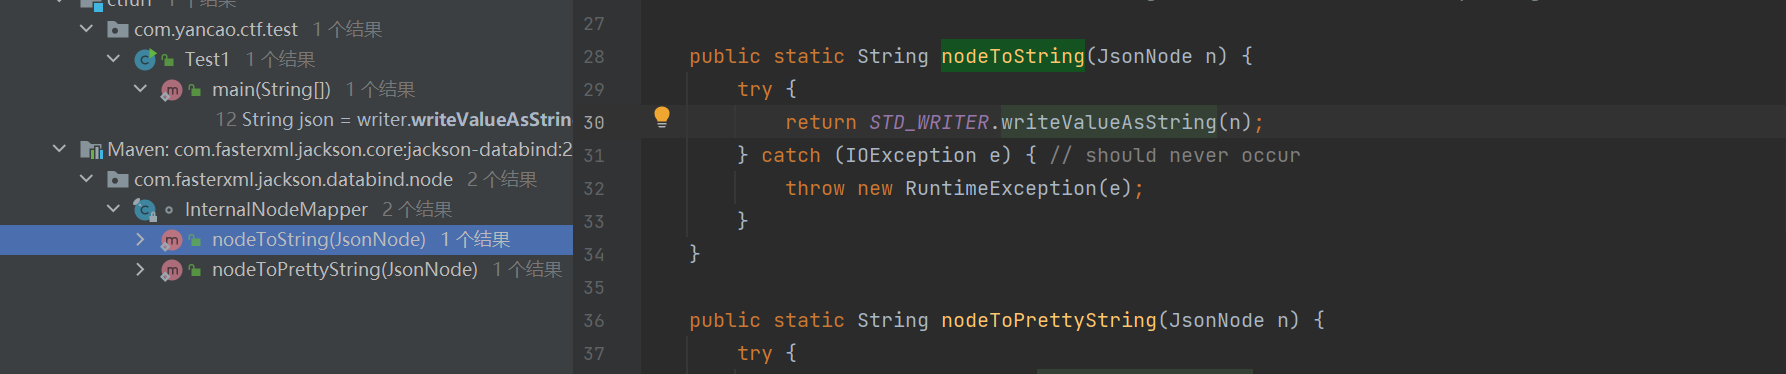 ctfun 1 个结果
com.yancao.ctf.test 1 个结果
Test1 1 个结果
main(String[]) 1 个结果
12 String json = writer.writeValueAsStrin
Maven: com.fasterxml.jackson.core:jackson-databind:2
com.fasterxml.jackson.databind.node 2 个结果
InternalNodeMapper 2 个结果
nodeToString(JsonNode) 1 个结果
nodeToPrettyString(JsonNode) 1 个结果
27
28 public static String nodeToString(JsonNode n) {
29 try {
30 return STD_WRITER.writeValueAsString(n);
31 } catch (IOException e) { // should never occur
32 throw new RuntimeException(e);
33 }
34 }
35
36 public static String nodeToPrettyString(JsonNode n) {
37 try {